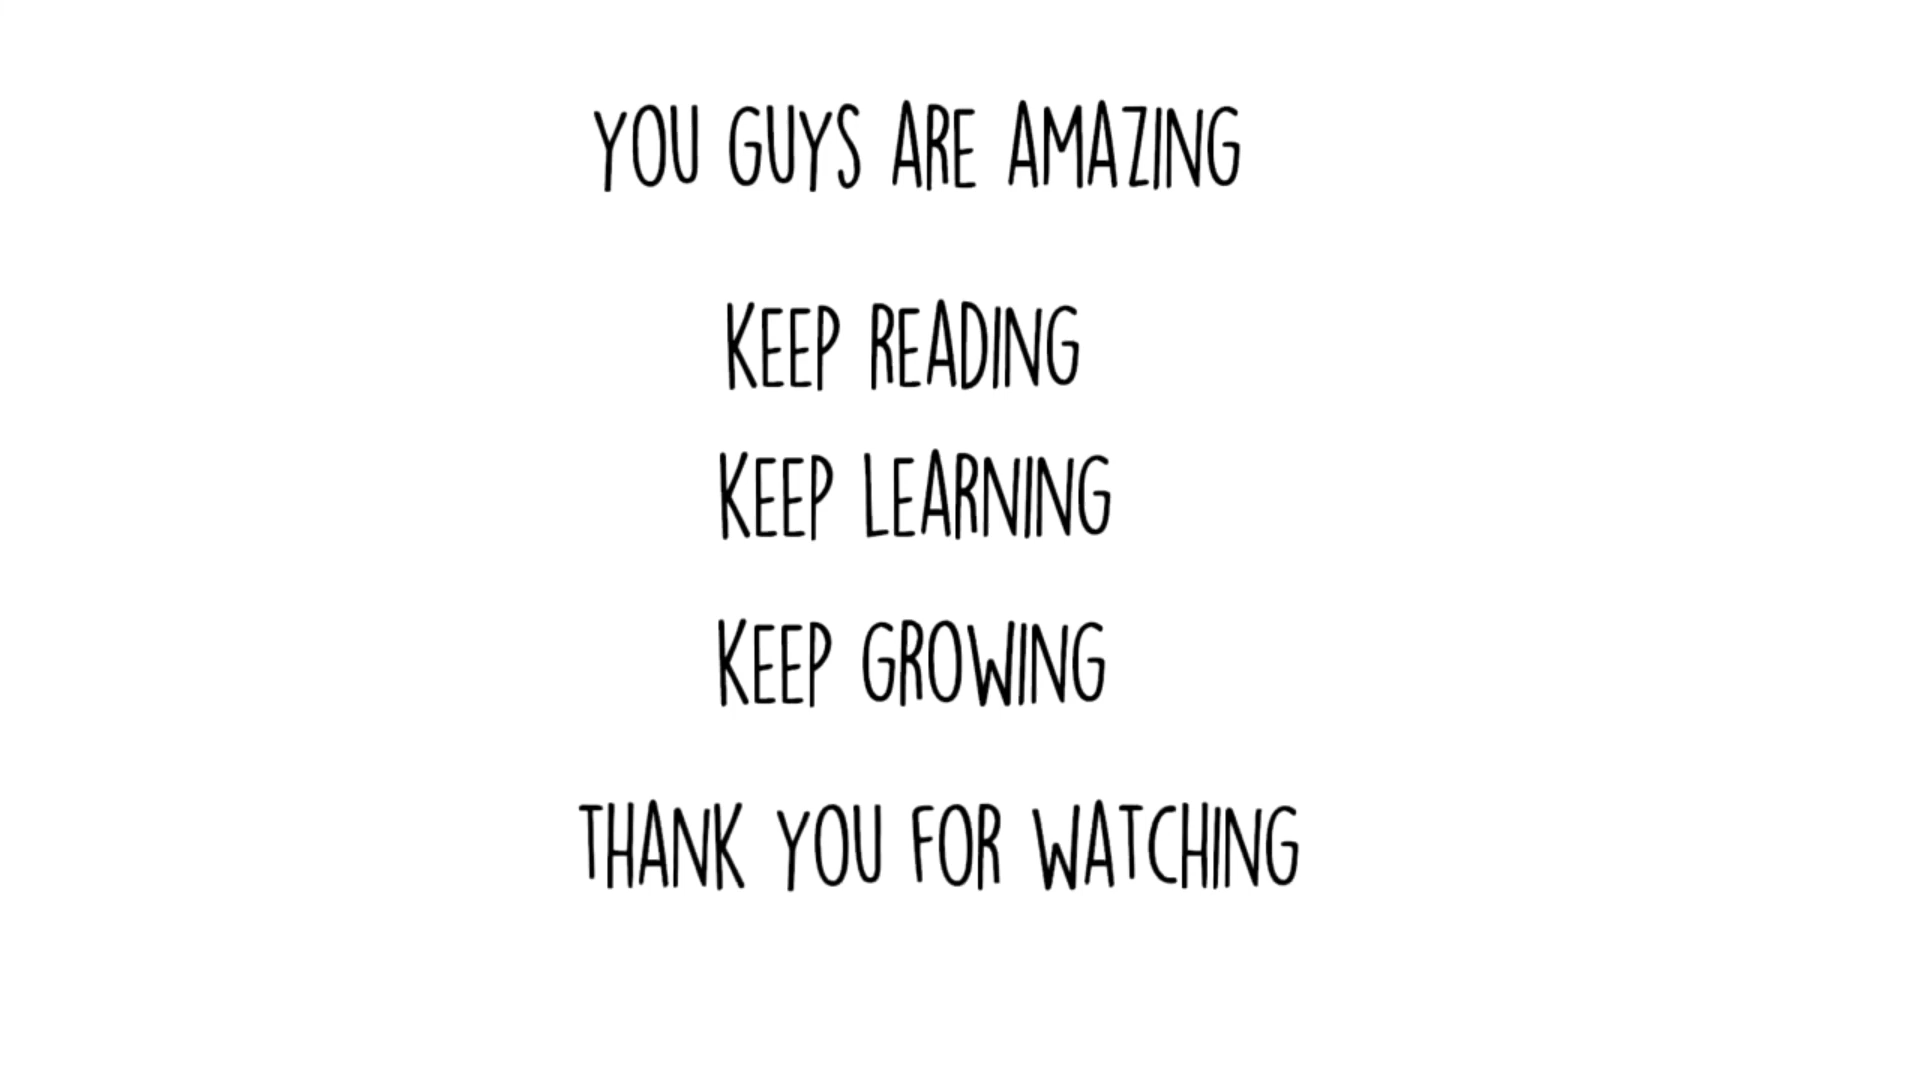 YOU GUYS ARE AMAZING
KEEP READING
KEEP LEARNING
KEEP GROWING
THANK YOU FOR WATCHING